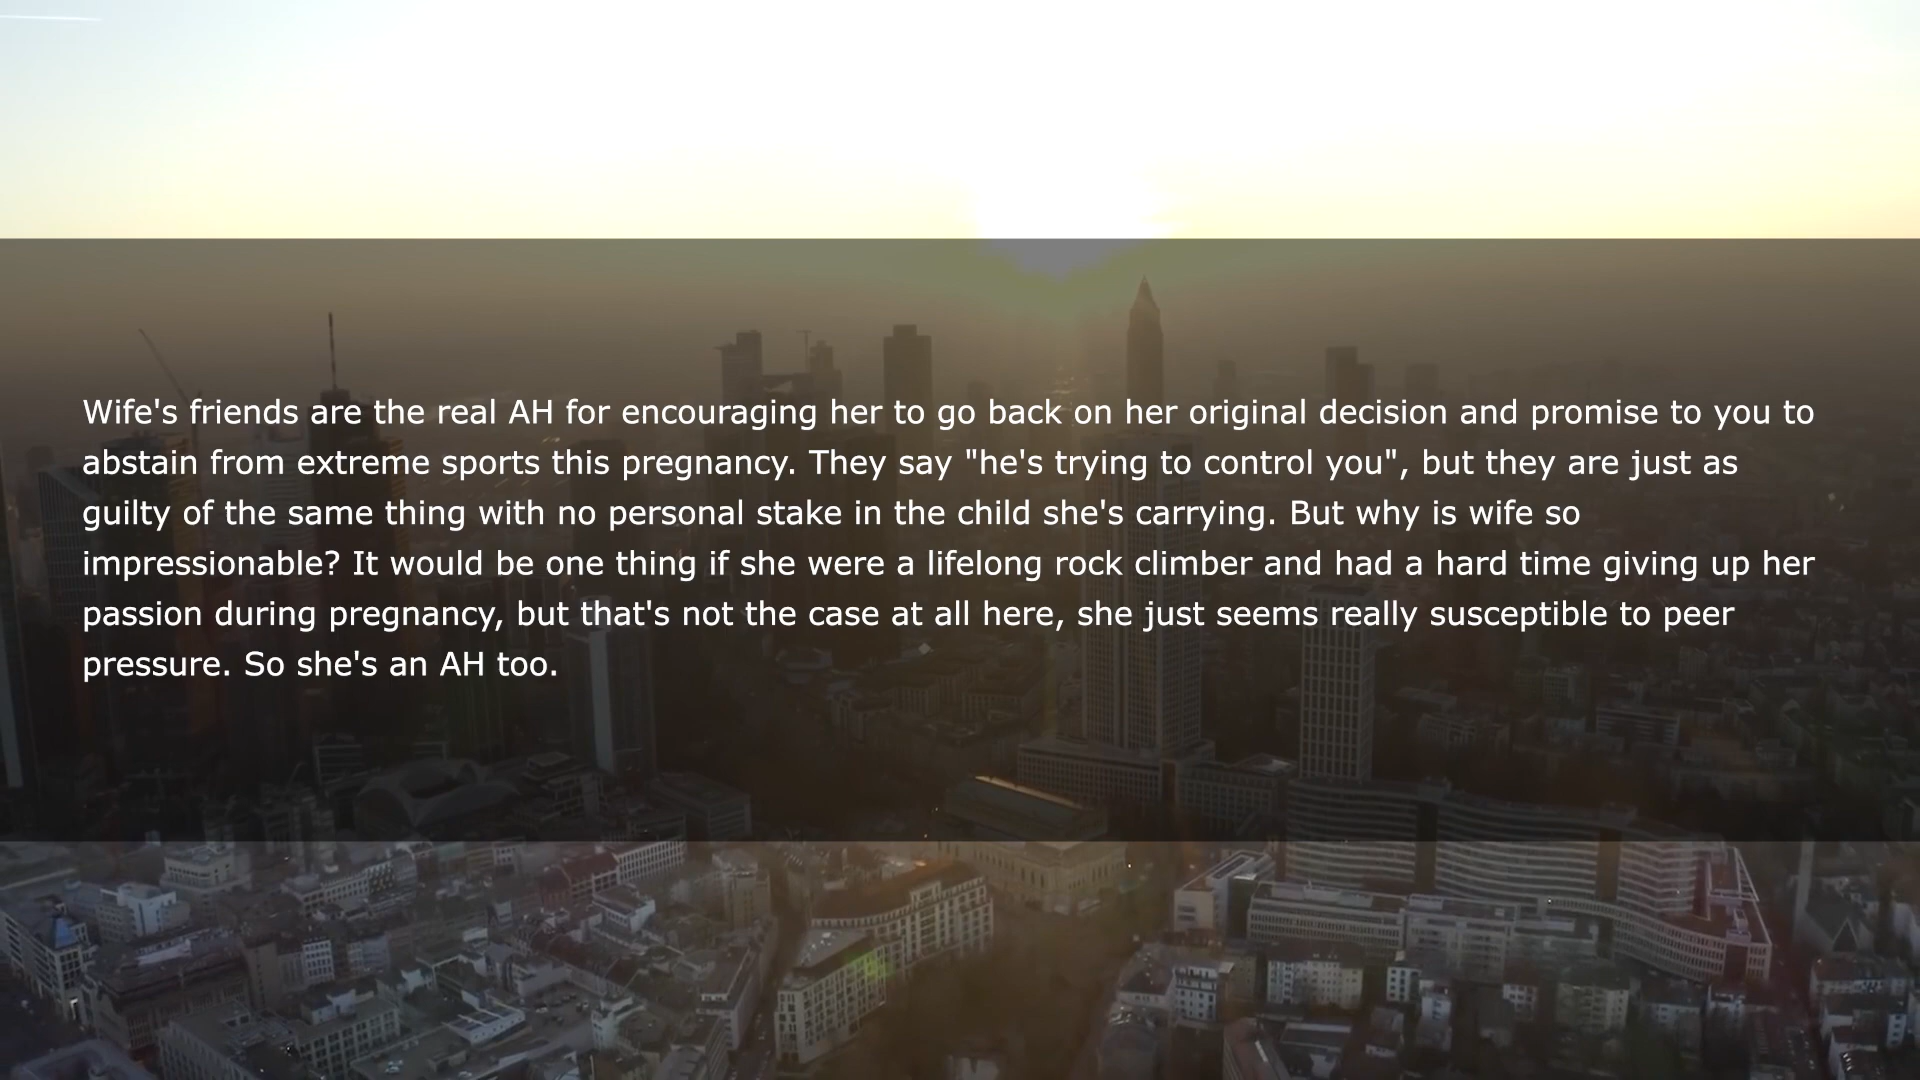 Wife's friends are the real AH for encouraging her to go back on her original decision and promise to you to
abstain from extreme sports this pregnancy. They say "he's trying to control you", but they are just as
guilty of the same thing with no personal stake in the child she's carrying. But why is wife so
impressionable? It would be one thing if she were a lifelong rock climber and had a hard time giving up her
passion during pregnancy, but that's not the case at all here, she just seems really susceptible to peer
pressure. So she's an AH too.